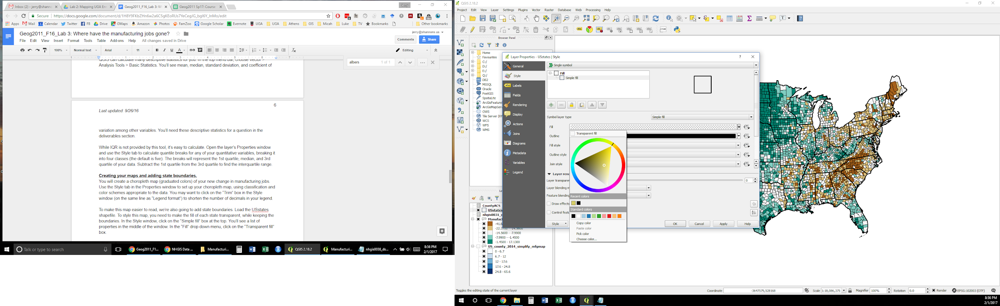 Inbox (2) - jerry@shanno
Lab 2: Mapping UGA En
Geog2011_F16_Lab 3: Wh
Geog2011 Sp17: Course
Jerry
Secure
https://docs.google.com/document/d/1H8Y9FKbZHn6w2a6C5gKEoRUs7YeCegJG_bgI6Y_InMo/edit
Apps Mail Calendar Twitter FB Drive GMaps Amazon Photos FamZoo Google Scholar Evernote UGA UGA Athens GIS Micah Luke TV Bookmarks Other bookmarks
Geog2011_F16_Lab 3: Where have the manufacturing jobs gone?
jerry@shannons.us
File Edit View Insert Format Tools Table Add-ons Help All changes saved in Drive
Comments Share
100% Normal text Arial 11 Editing
albers 1 of 1
QGIS can calculate many descriptive statistics for you. In the top menu bar, choose Vector >
Analysis Tools > Basic Statistics. You'll see mean, median, standard deviation, and coefficient of
6
Last updated: 9/26/16
variation among other variables. You'll need these descriptive statistics for a question in the
deliverables section.
While IQR is not provided by this tool, it's easy to calculate. Open the layer's Properties window
and use the Style tab to calculate quantile breaks for any of your quantitative variables, breaking it
into four classes (the default is five). The breaks will represent the 1st quartile, median, and 3rd
quartile of your data. Subtract the 1st quartile from the 3rd quartile to find the interquartile range.
Creating your maps and adding state boundaries.
You will create a choropleth map (graduated colors) of your new change in manufacturing jobs.
Use the Style tab in the Properties window to set up your choropleth map, using classification and
color schemes appropriate to the data. You may want to click on the "Trim" box in the Style
window (on the same line as "Legend format") to shorten the number of decimals in your legend.
To make this map easier to read, we're also going to add state boundaries. Load the USstates
shapefile. To style this map, you need to make the fill of each state transparent, while keeping the
boundaries. In the Style window, click on the "Simple fill" box at the top. You'll see a list of
properties in the middle of the window. In the "Fill" drop down menu, click on the "Transparent fill"
box.
Talk or type to search
Geog2011_F1...
NHGIS Data ...
Manufacturi...
QGIS 2.18.2
Manufacturi...
nhgis0038_ds...
8:56 PM
2/1/2017
QGIS 2.18.2
Project Edit View Layer Settings Plugins Vector Raster Database Web Processing Help
Browser Panel
Home
Favourites
C:/
D:/
E:/
Q:/
DB2
MSSQL
Oracle
PostGIS
SpatiaLite
ArcGisFeatureS
ArcGisMapServ
OWS
Tile Server (XY
WCS
WFS
WMS
CountyACS
USstates
nhgis0031_c
Manufact
-41.6
-22.3700 - -14.5600
-14.5600 - -7.9900
-7.9900 - -1.4500
-1.4500 - 17.1300
US_county_2014_simplify_mfgmap
0 - 6.7
6.7 - 12
12 - 17.6
17.6 - 24.8
24.8 - 65.6
Layer Properties - USstates | Style
General
Style
Labels
Fields
Rendering
Display
Actions
Joins
Diagrams
Metadata
Variables
Legend
Single symbol
Fill
Simple fill
Symbol layer type Simple fill
Fill
Transparent fill
Outline
Fill style
Outline style
Join style
Layer rend
Layer transparen 0
Layer blending m
Feature blending
Draw effects
Control featu
Recent colors
Standard colors
Copy color
Paste color
Pick color
Choose color...
Style OK Cancel Apply Help
Toggles the editing state of the current layer
Coordinate -3647579,528168 Scale 1:18,086,375 Magnifier 100% Rotation 0.0 Render EPSG:102003 (OTF)
8:56 PM
2/1/2017